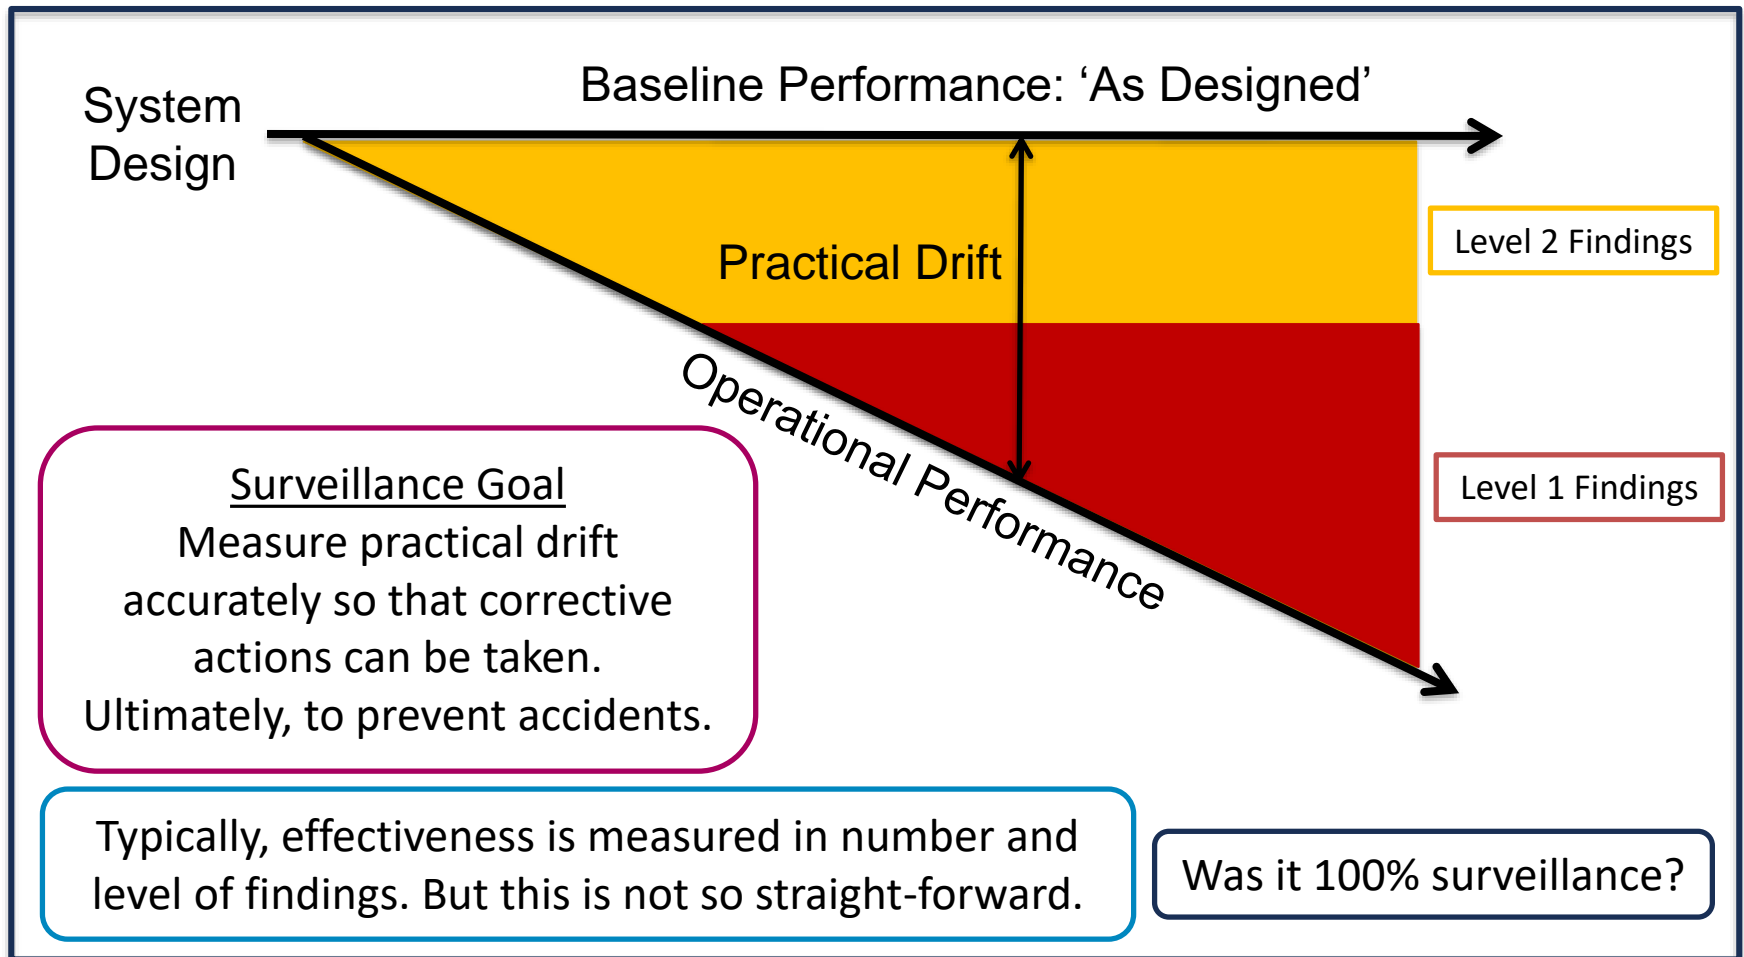 System
Design
Baseline Performance: ‘As Designed’
Level 2 Findings
Practical Drift
Operational Performance
Level 1 Findings
Surveillance Goal
Measure practical drift
accurately so that corrective
actions can be taken.
Ultimately, to prevent accidents.
Typically, effectiveness is measured in number and
level of findings. But this is not so straight-forward.
Was it 100% surveillance?